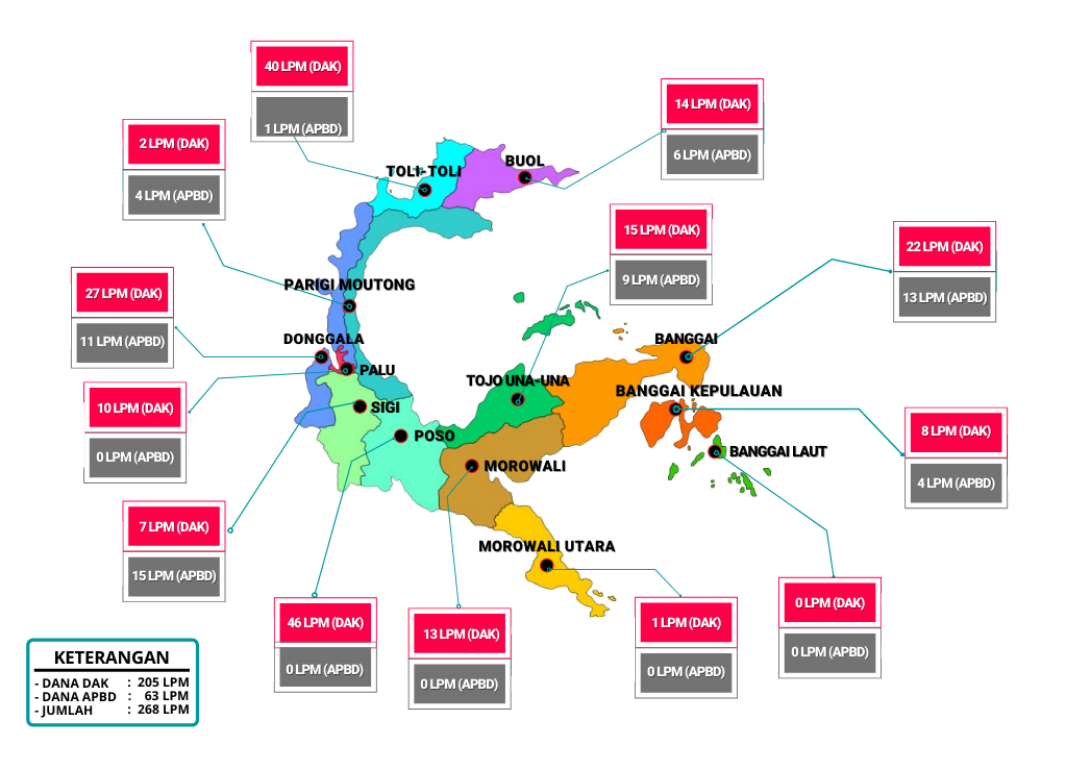 40 LPM (DAK)
1 LPM (APBD)
14 LPM (DAK)
6 LPM (APBD)
2 LPM (DAK)
4 LPM (APBD)
TOLI-TOLI
BUOL
15 LPM (DAK)
9 LPM (APBD)
22 LPM (DAK)
13 LPM (APBD)
27 LPM (DAK)
11 LPM (APBD)
PARIGI MOUTONG
DONGGALA
BANGGAI
PALU
TOJO UNA-UNA
BANGGAI KEPULAUAN
10 LPM (DAK)
0 LPM (APBD)
SIGI
POSO
8 LPM (DAK)
4 LPM (APBD)
BANGGAI LAUT
MOROWALI
7 LPM (DAK)
15 LPM (APBD)
MOROWALI UTARA
46 LPM (DAK)
0 LPM (APBD)
13 LPM (DAK)
0 LPM (APBD)
1 LPM (DAK)
0 LPM (APBD)
0 LPM (DAK)
0 LPM (APBD)
KETERANGAN
- DANA DAK : 205 LPM
- DANA APBD : 63 LPM
- JUMLAH : 268 LPM